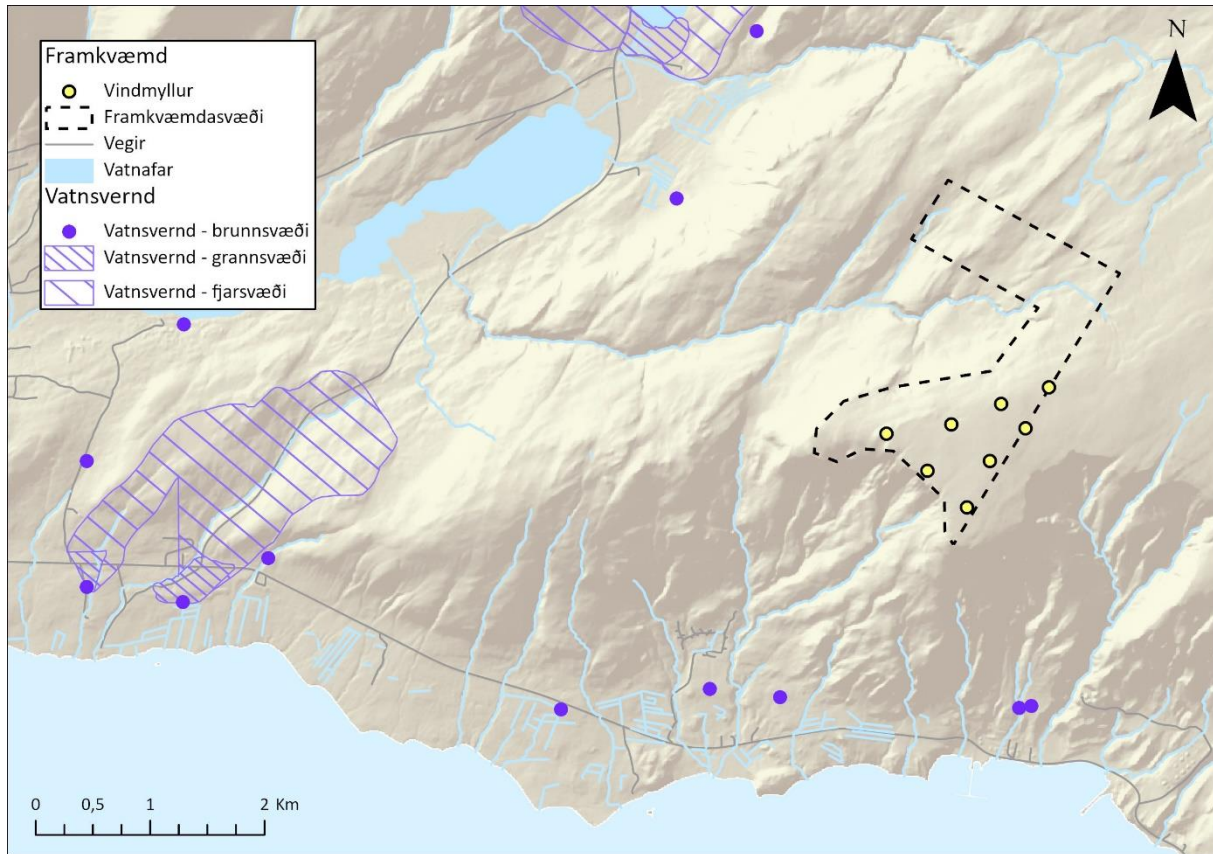 Framkvæmd
Vindmyllur
Framkvæmdasvæði
Vegir
Vatnafar
Vatnsvernd
Vatnsvernd - brunnsvæði
Vatnsvernd - grannsvæði
Vatnsvernd - fjarsvæði
N
0 0,5 1 2 Km